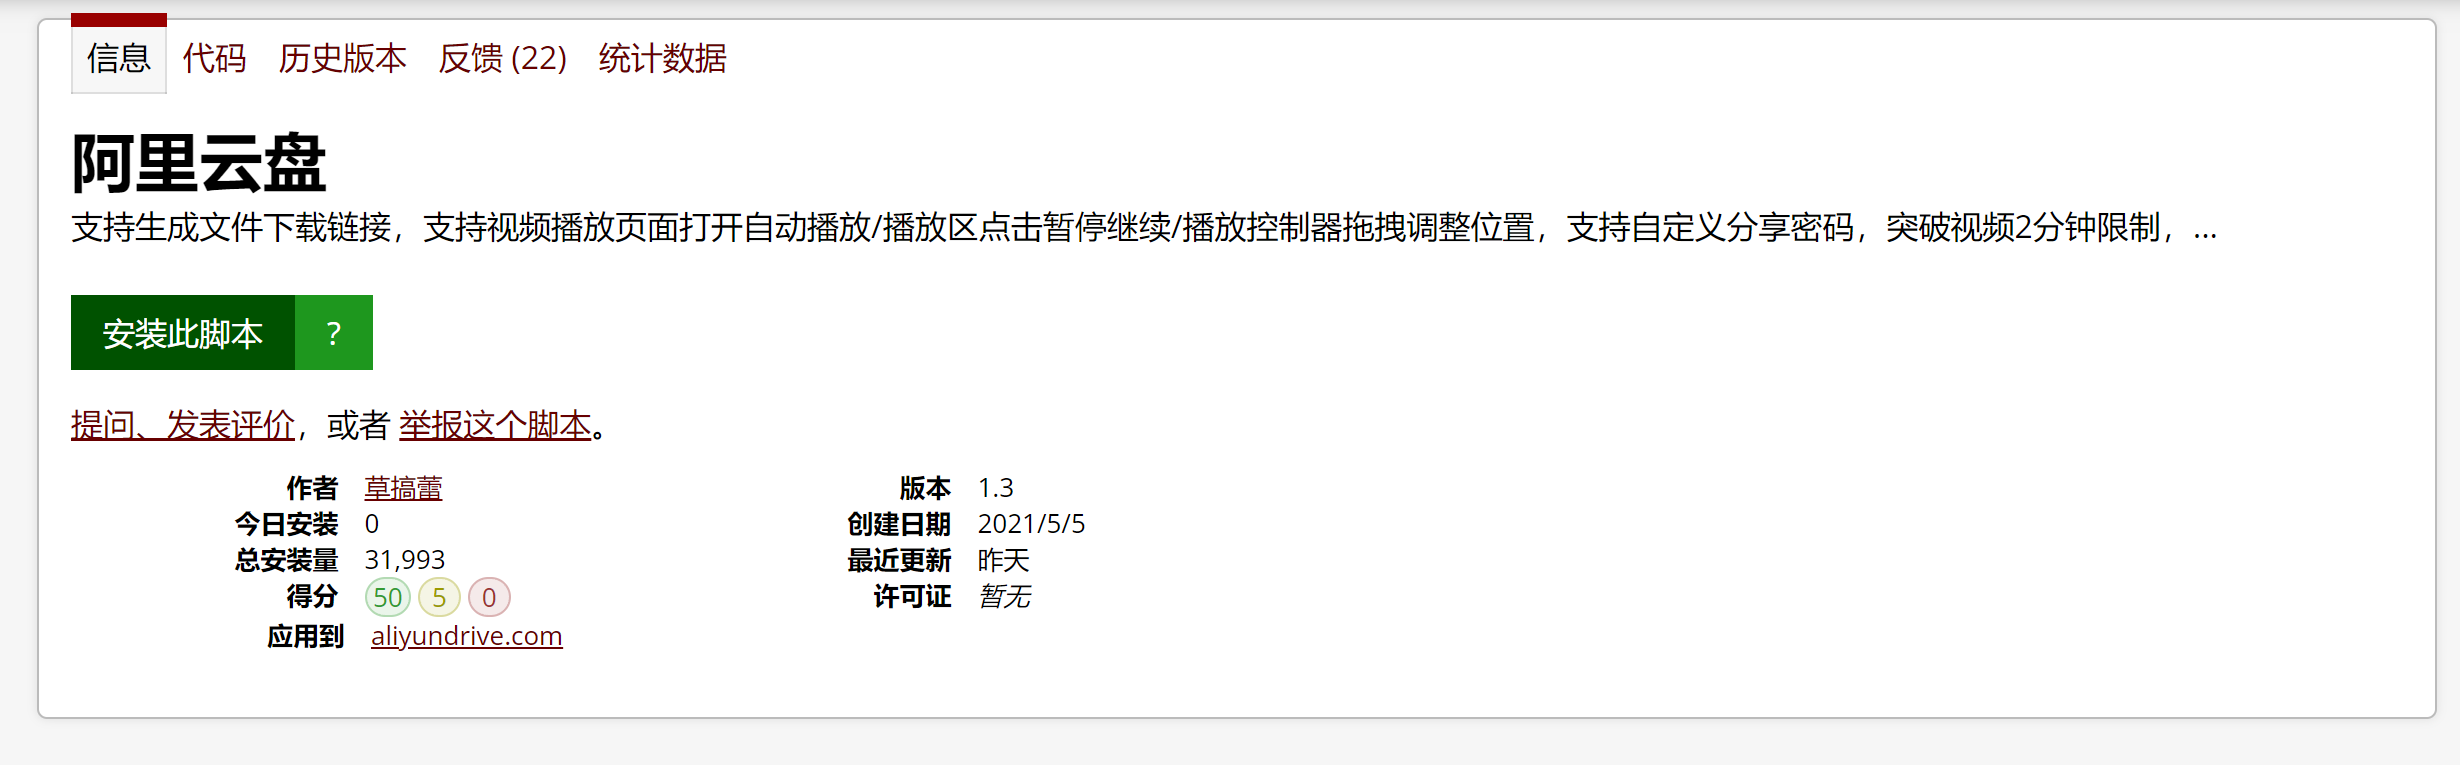 信息 代码 历史版本 反馈 (22) 统计数据
阿里云盘
支持生成文件下载链接，支持视频播放页面打开自动播放/播放区点击暂停继续/播放控制器拖拽调整位置，支持自定义分享密码，突破视频2分钟限制，...
安装此脚本 ?
提问、发表评价，或者 举报这个脚本。
作者 草搞蕾
今日安装 0
总安装量 31,993
得分 50 5 0
应用到 aliyundrive.com
版本 1.3
创建日期 2021/5/5
最近更新 昨天
许可证 暂无